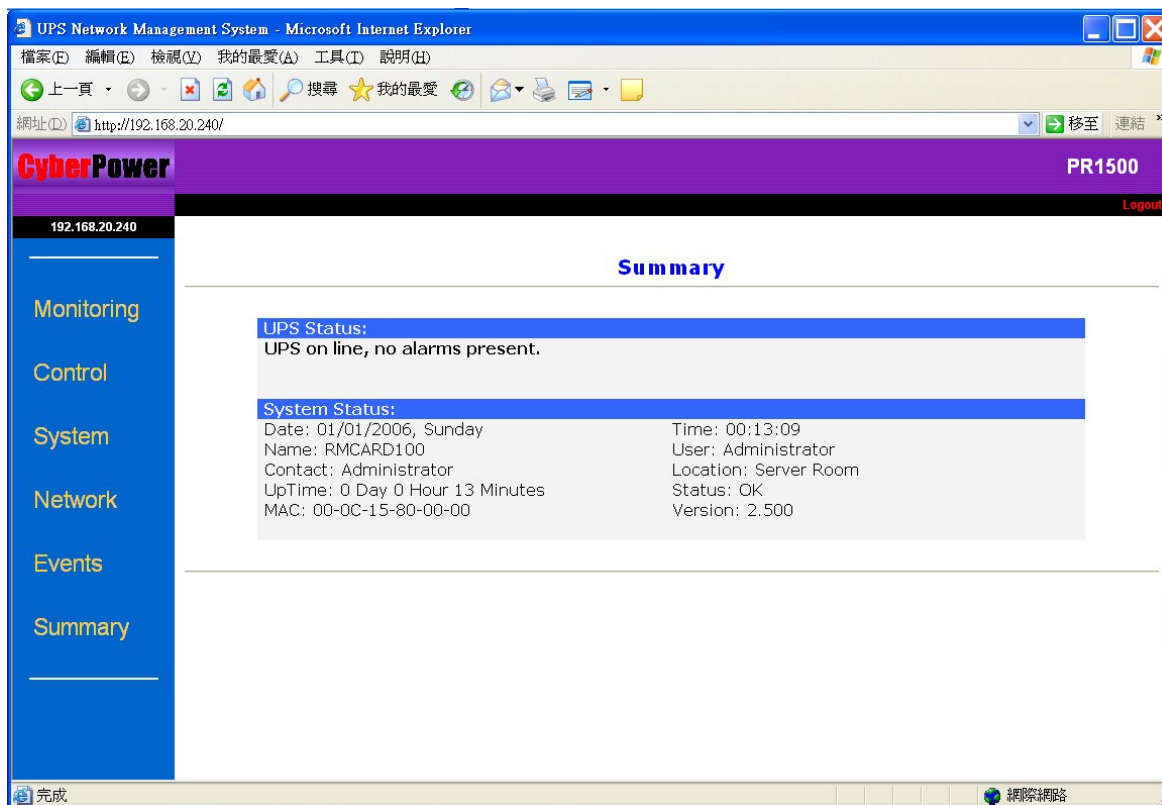 UPS Network Management System - Microsoft Internet Explorer
檔案(F) 編輯(E) 檢視(V) 我的最愛(A) 工具(T) 說明(H)
上一頁 搜尋 我的最愛
網址(D) http://192.168.20.240/ 移至 連結 »
CyberPower PR1500
Logout
192.168.20.240
Summary
Monitoring
UPS Status:
UPS on line, no alarms present.
Control
System Status:
Date: 01/01/2006, Sunday Time: 00:13:09
System
Name: RMCARD100 User: Administrator
Contact: Administrator Location: Server Room
UpTime: 0 Day 0 Hour 13 Minutes Status: OK
Network
MAC: 00-0C-15-80-00-00 Version: 2.500
Events
Summary
完成 網際網路